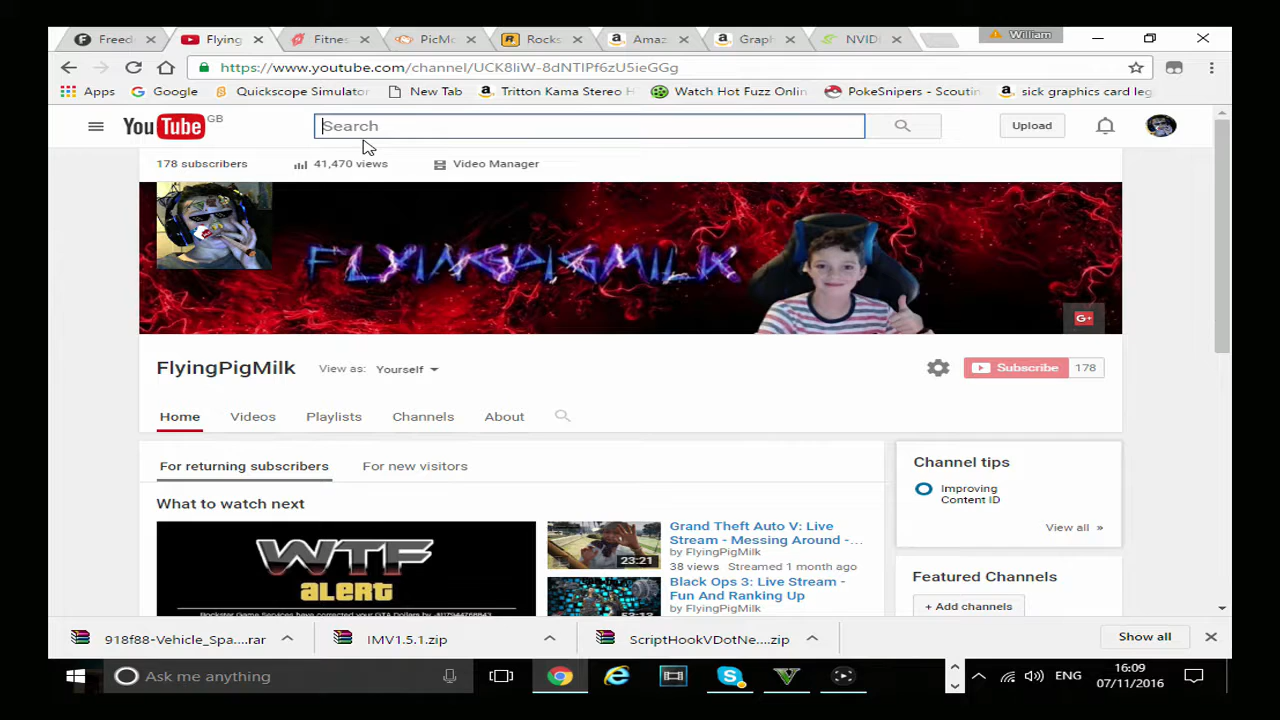 Freed
Flying
Fitne:
PicMo
Rocks
Amaz
Graph
NVIDI
William
https://www.youtube.com/channel/UCK8liW-8dNTlPf6zU5ieGGg
Apps
Google
Quickscope Simulator
New Tab
Tritton Kama Stereo H
Watch Hot Fuzz Onlin
PokeSnipers - Scoutin
sick graphics card leg
YouTube GB
Search
Upload
178 subscribers
41,470 views
Video Manager
FLYINGPIGMILK
FlyingPigMilk
View as: Yourself
Subscribe 178
Home
Videos
Playlists
Channels
About
For returning subscribers
For new visitors
What to watch next
WTF
ALERT
Grand Theft Auto V: Live
Stream - Messing Around -...
by FlyingPigMilk
38 views Streamed 1 month ago
23:21
Black Ops 3: Live Stream -
Fun And Ranking Up
by FlyingPigMilk
Channel tips
Improving
Content ID
View all »
Featured Channels
+ Add channels
918f88-Vehicle_Spa....rar
IMV1.5.1.zip
ScriptHookVDotNe....zip
Show all
Ask me anything
ENG
16:09
07/11/2016